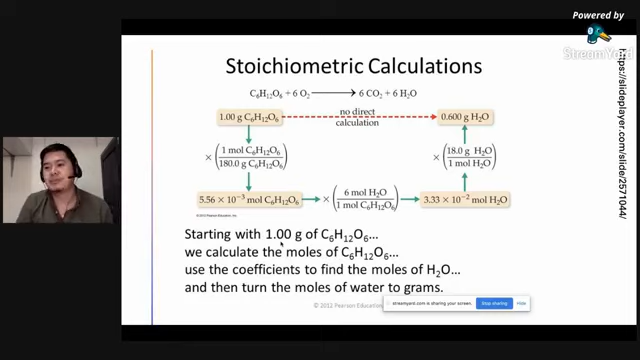 Powered by
StreamYard
https://slideplayer.com/slide/2571044/
Stoichiometric Calculations
C₆H₁₂O₆ + 6 O₂ ⟶ 6 CO₂ + 6 H₂O
1.00 g C₆H₁₂O₆
no direct
calculation
0.600 g H₂O
× (1 mol C₆H₁₂O₆ / 180.0 g C₆H₁₂O₆)
× (18.0 g H₂O / 1 mol H₂O)
5.56 × 10⁻³ mol C₆H₁₂O₆
× (6 mol H₂O / 1 mol C₆H₁₂O₆)
3.33 × 10⁻² mol H₂O
© 2012 Pearson Education, Inc.
Starting with 1.00 g of C₆H₁₂O₆…
we calculate the moles of C₆H₁₂O₆…
use the coefficients to find the moles of H₂O…
and then turn the moles of water to grams.
© 2012 Pearson Education
streamyard.com is sharing your screen.
Stop sharing
Hide